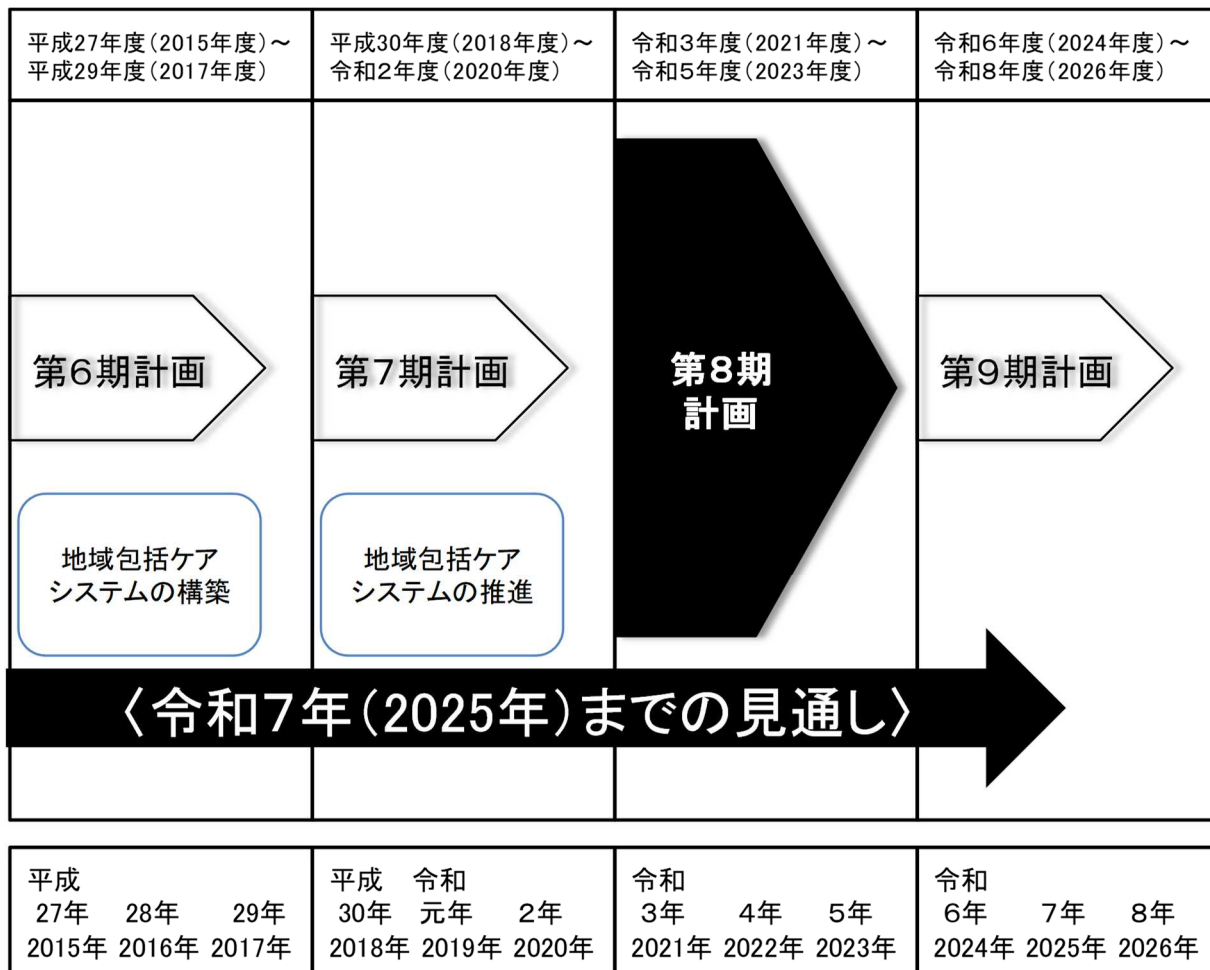 平成27年度(2015年度)～
平成29年度(2017年度)
平成30年度(2018年度)～
令和2年度(2020年度)
令和3年度(2021年度)～
令和5年度(2023年度)
令和6年度(2024年度)～
令和8年度(2026年度)
第6期計画
第7期計画
第8期
計画
第9期計画
地域包括ケア
システムの構築
地域包括ケア
システムの推進
〈令和7年(2025年)までの見通し〉
平成
27年 28年 29年
2015年 2016年 2017年
平成 令和
30年 元年 2年
2018年 2019年 2020年
令和
3年 4年 5年
2021年 2022年 2023年
令和
6年 7年 8年
2024年 2025年 2026年